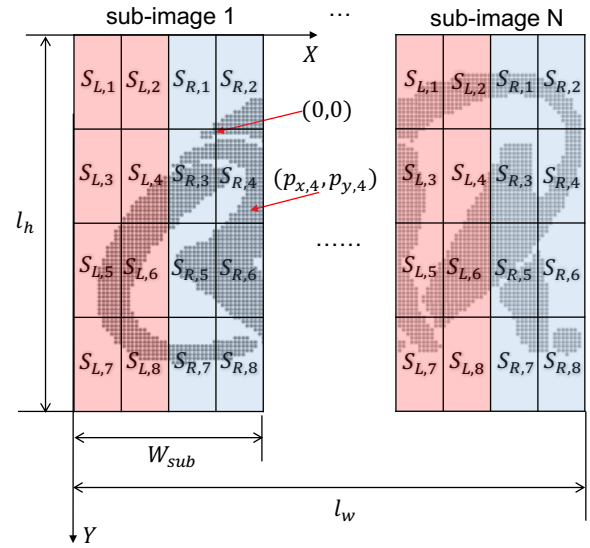 sub-image 1 ... sub-image N
X
S_{L,1} S_{L,2} S_{R,1} S_{R,2} S_{L,1} S_{L,2} S_{R,1} S_{R,2}
(0,0)
S_{L,3} S_{L,4} S_{R,3} S_{R,4} S_{L,3} S_{L,4} S_{R,3} S_{R,4}
(p_{x,4}, p_{y,4})
l_h
......
S_{L,5} S_{L,6} S_{R,5} S_{R,6} S_{L,5} S_{L,6} S_{R,5} S_{R,6}
S_{L,7} S_{L,8} S_{R,7} S_{R,8} S_{L,7} S_{L,8} S_{R,7} S_{R,8}
W_{sub}
l_w
Y